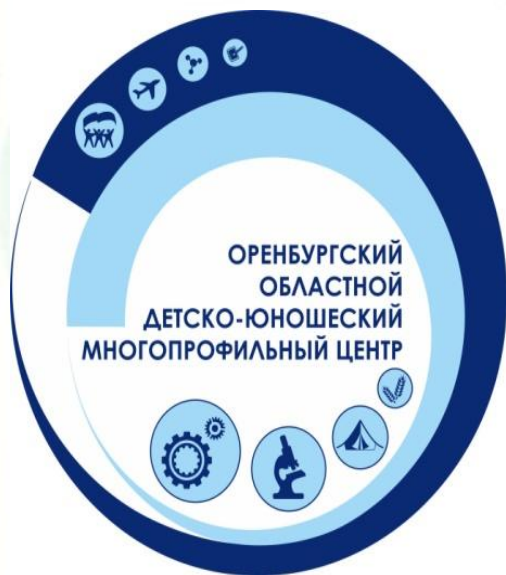 ОРЕНБУРГСКИЙ
ОБЛАСТНОЙ
ДЕТСКО-ЮНОШЕСКИЙ
МНОГОПРОФИЛЬНЫЙ ЦЕНТР